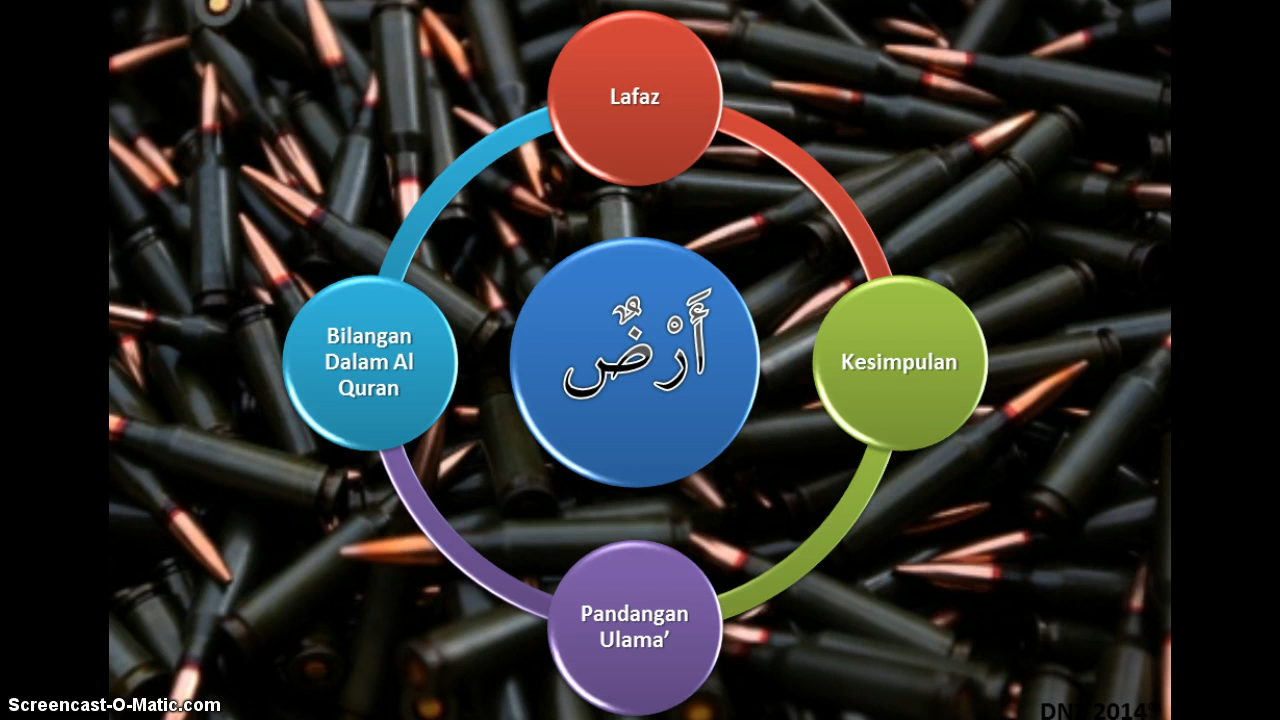 Lafaz
أَرْضٌ
Bilangan
Dalam Al
Quran
Kesimpulan
Pandangan
Ulama’
Screencast-O-Matic.com